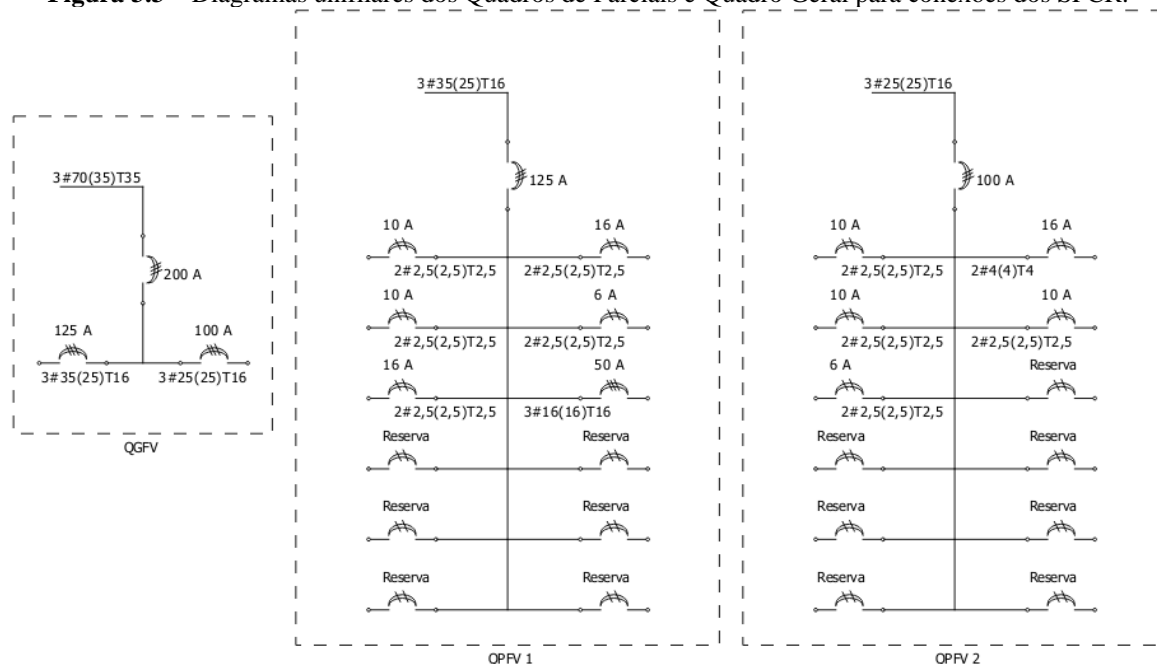 Figura 5.5 – Diagramas unifilares dos Quadros de Parciais e Quadro Geral para conexões dos SFCR.
3#70(35)T35
200 A
125 A
100 A
3#35(25)T16
3#25(25)T16
QGFV
3#35(25)T16
125 A
10 A
16 A
2#2,5(2,5)T2,5
2#2,5(2,5)T2,5
10 A
6 A
2#2,5(2,5)T2,5
2#2,5(2,5)T2,5
16 A
50 A
2#2,5(2,5)T2,5
3#16(16)T16
Reserva
Reserva
Reserva
Reserva
Reserva
Reserva
QPFV 1
3#25(25)T16
100 A
10 A
16 A
2#2,5(2,5)T2,5
2#4(4)T4
10 A
10 A
2#2,5(2,5)T2,5
2#2,5(2,5)T2,5
6 A
Reserva
2#2,5(2,5)T2,5
Reserva
Reserva
Reserva
Reserva
Reserva
Reserva
QPFV 2